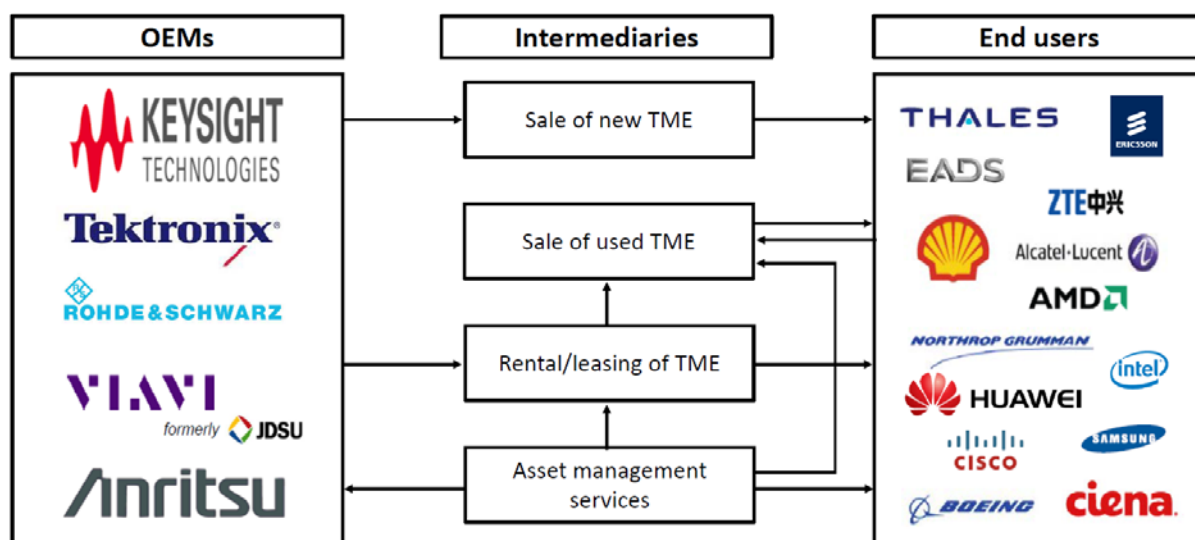 OEMs
Intermediaries
End users
KEYSIGHT
TECHNOLOGIES
Tektronix®
ROHDE & SCHWARZ
VIAVI
formerly JDSU
Anritsu
Sale of new TME
Sale of used TME
Rental/leasing of TME
Asset management
services
THALES
ERICSSON
EADS
ZTE中兴
Alcatel·Lucent
AMD
NORTHROP GRUMMAN
intel
HUAWEI
CISCO
SAMSUNG
BOEING
ciena.